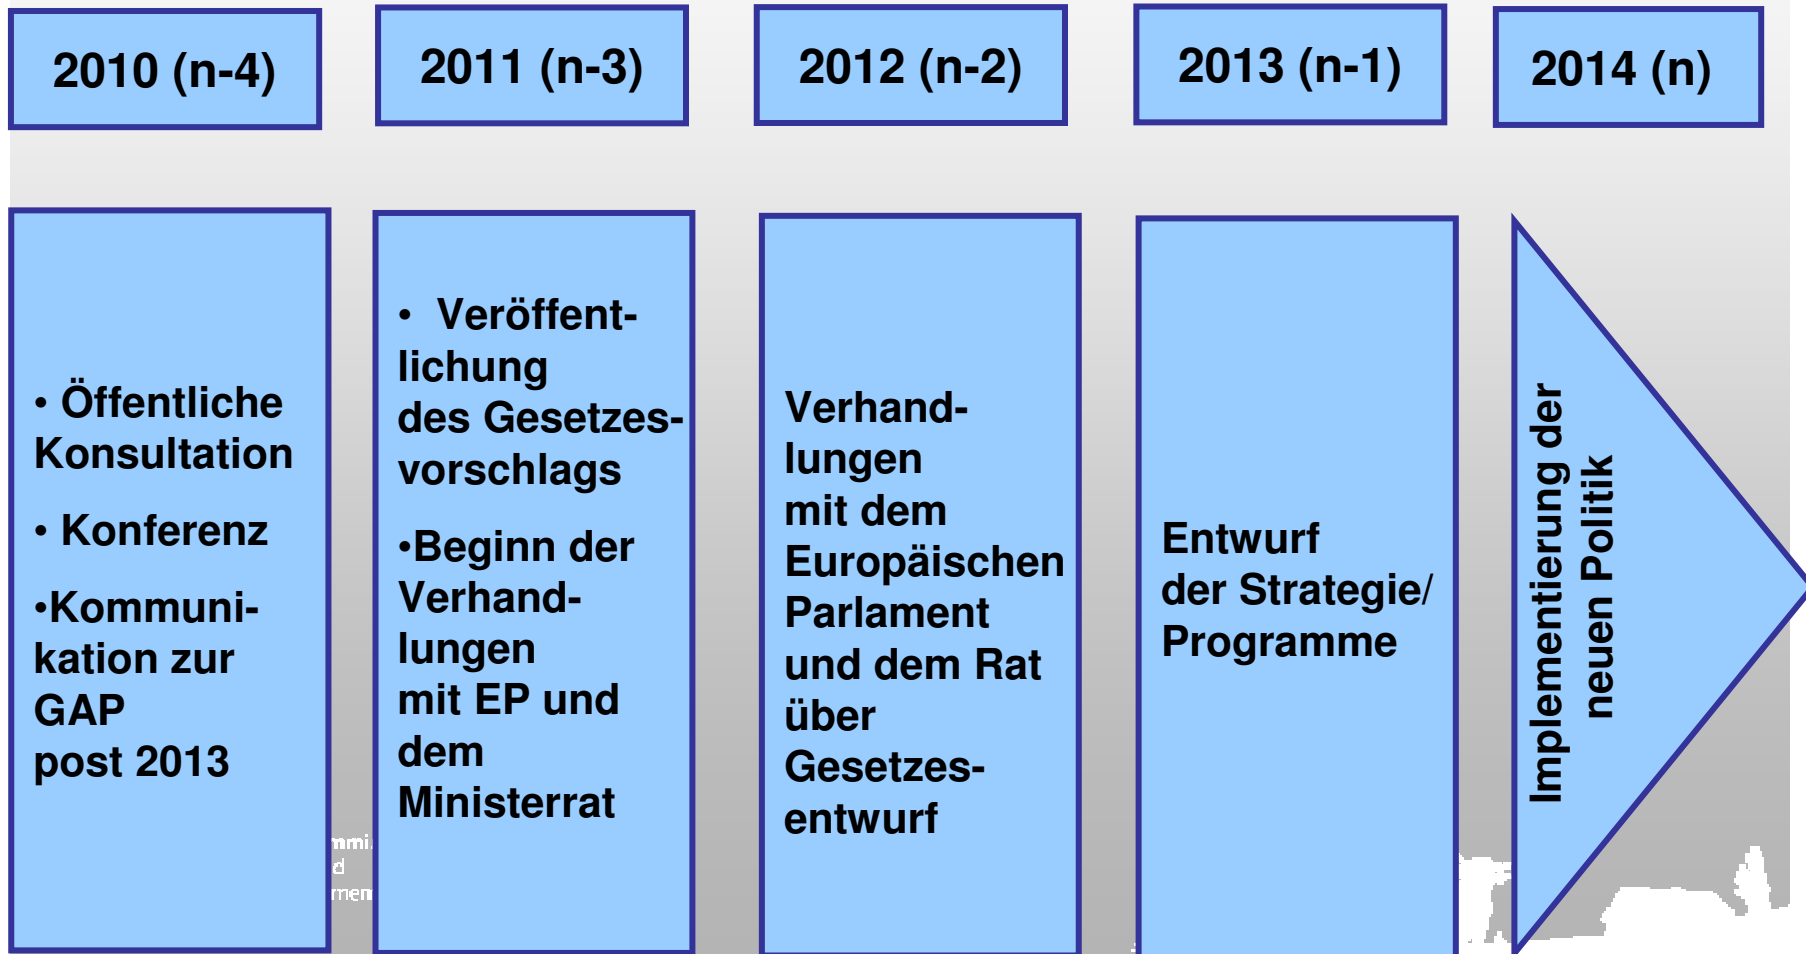 2010 (n-4)
2011 (n-3)
2012 (n-2)
2013 (n-1)
2014 (n)
• Öffentliche
Konsultation
• Konferenz
•Kommuni-
kation zur
GAP
post 2013
• Veröffent-
lichung
des Gesetzes-
vorschlags
•Beginn der
Verhand-
lungen
mit EP und
dem
Ministerrat
Verhand-
lungen
mit dem
Europäischen
Parlament
und dem Rat
über
Gesetzes-
entwurf
Entwurf
der Strategie/
Programme
Implementierung der
neuen Politik